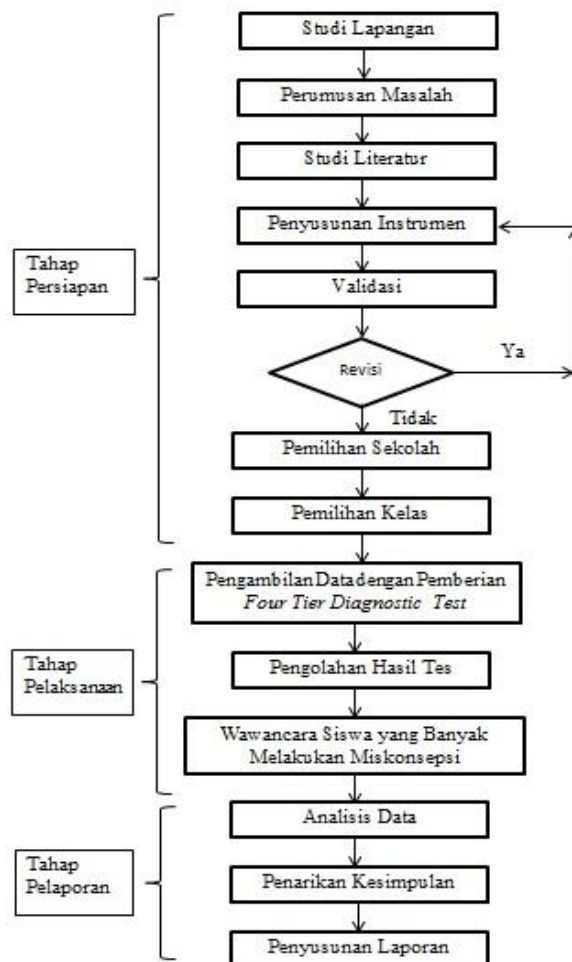 Studi Lapangan
Perumusan Masalah
Studi Literatur
Penyusunan Instrumen
Tahap
Persiapan
Validasi
Revisi
Ya
Tidak
Pemilihan Sekolah
Pemilihan Kelas
Pengambilan Data dengan Pemberian
Four Tier Diagnostic Test
Tahap
Pelaksanaan
Pengolahan Hasil Tes
Wawancara Siswa yang Banyak
Melakukan Miskonsepsi
Analisis Data
Tahap
Pelaporan
Penarikan Kesimpulan
Penyusunan Laporan